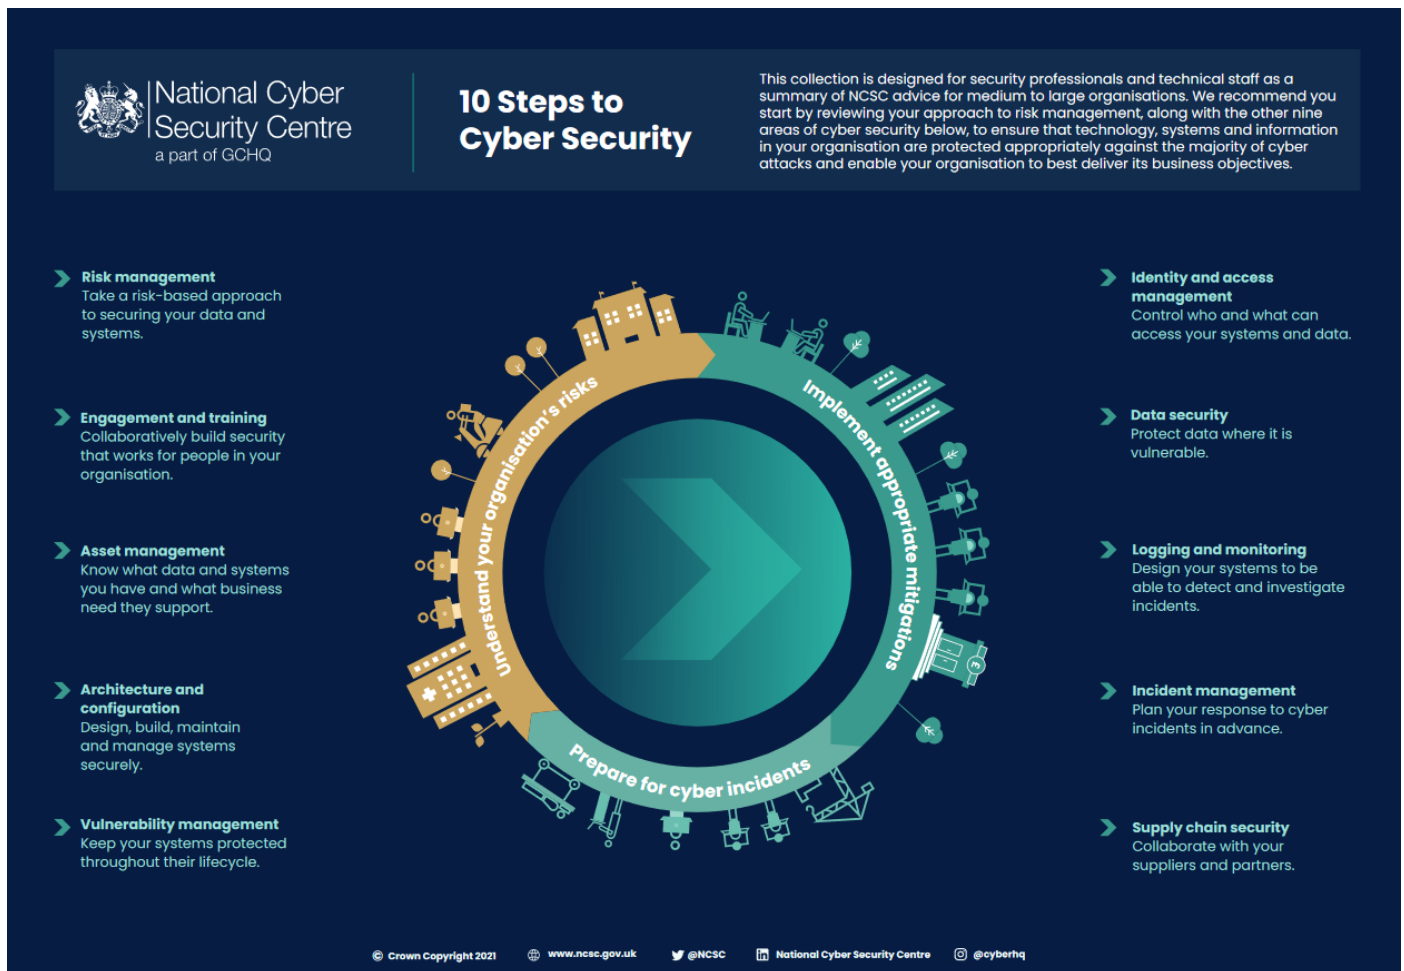 National Cyber
Security Centre
a part of GCHQ
10 Steps to
Cyber Security
This collection is designed for security professionals and technical staff as a
summary of NCSC advice for medium to large organisations. We recommend you
start by reviewing your approach to risk management, along with the other nine
areas of cyber security below, to ensure that technology, systems and information
in your organisation are protected appropriately against the majority of cyber
attacks and enable your organisation to best deliver its business objectives.
Risk management
Take a risk-based approach
to securing your data and
systems.
Engagement and training
Collaboratively build security
that works for people in your
organisation.
Asset management
Know what data and systems
you have and what business
need they support.
Architecture and
configuration
Design, build, maintain
and manage systems
securely.
Vulnerability management
Keep your systems protected
throughout their lifecycle.
Understand your organisation's risks
Implement appropriate mitigations
£
Prepare for cyber incidents
Identity and access
management
Control who and what can
access your systems and data.
Data security
Protect data where it is
vulnerable.
Logging and monitoring
Design your systems to be
able to detect and investigate
incidents.
Incident management
Plan your response to cyber
incidents in advance.
Supply chain security
Collaborate with your
suppliers and partners.
© Crown Copyright 2021
www.ncsc.gov.uk
@NCSC
in National Cyber Security Centre
@cyberhq